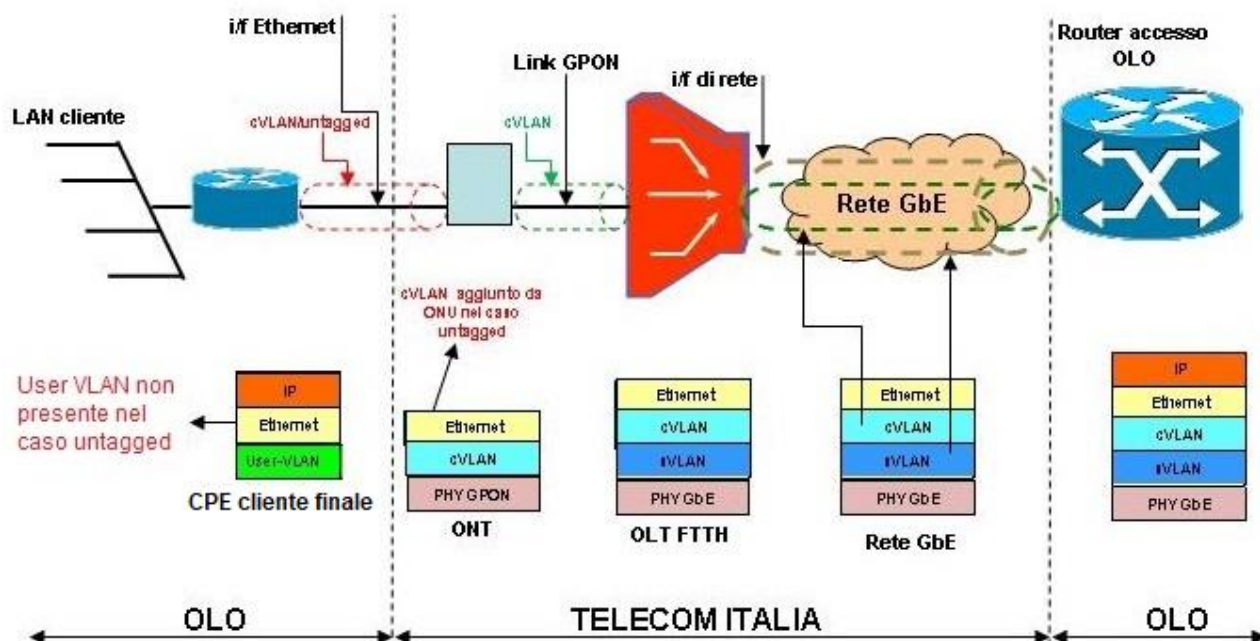 i/f Ethernet
Link GPON
i/f di rete
Router accesso
OLO
LAN cliente
cVLAN/untagged
cVLAN
Rete GbE
cVLAN aggiunto da
ONU nel caso
untagged
User VLAN non
presente nel
caso untagged
IP
Ethernet
User-VLAN
CPE cliente finale
Ethernet
cVLAN
PHY GPON
ONT
Ethernet
cVLAN
PHY GbE
OLT FTTH
Ethernet
cVLAN
PHY GbE
Rete GbE
IP
Ethernet
cVLAN
PHY GbE
OLO
TELECOM ITALIA
OLO